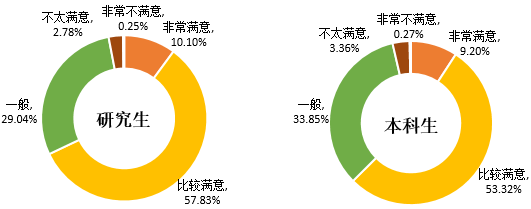 不太满意,
2.78%
非常不满意,
0.25%
非常满意,
10.10%
一般,
29.04%
研究生
比较满意,
57.83%
不太满意,
3.36%
非常不满意,
0.27%
非常满意,
9.20%
一般,
33.85%
本科生
比较满意,
53.32%